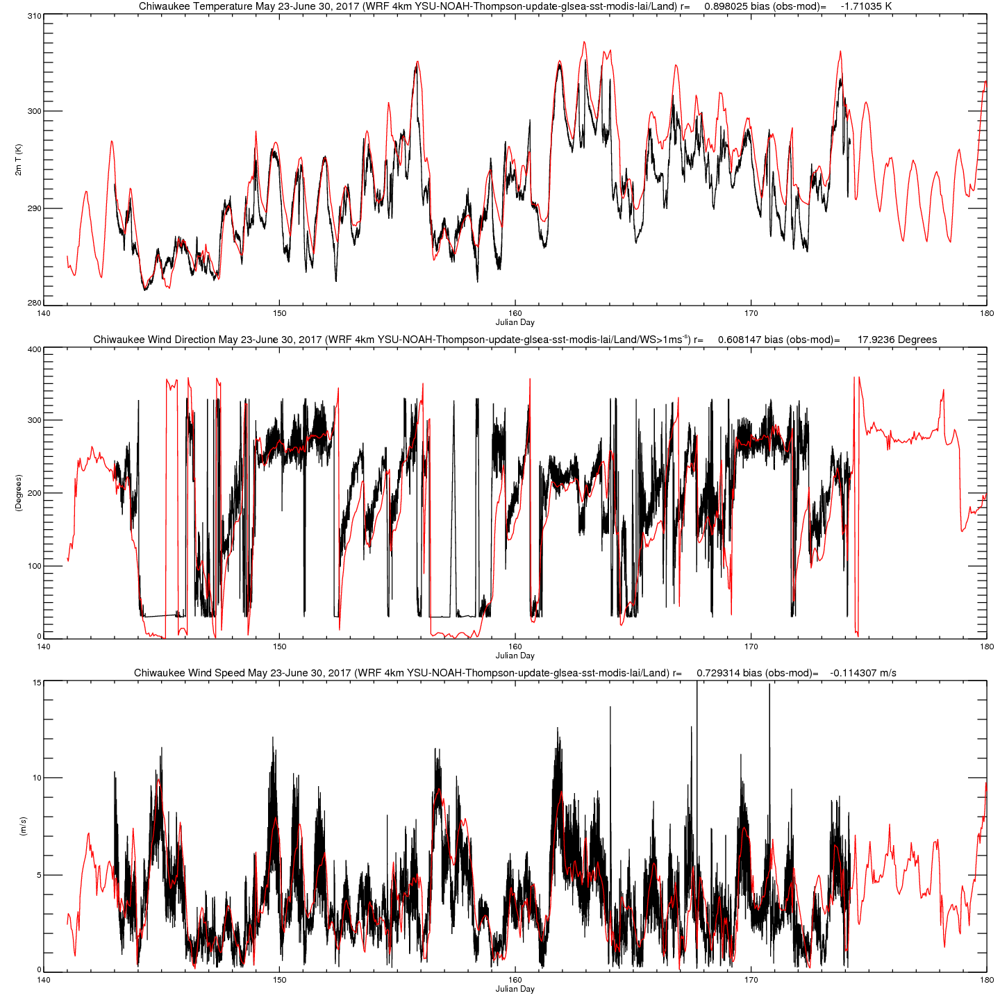 Chiwaukee Temperature May 23-June 30, 2017 (WRF 4km YSU-NOAH-Thompson-update-glsea-sst-modis-lai/Land) r= 0.898025 bias (obs-mod)= -1.71035 K
310
300
290
280
2m T (K)
140 150 160 170 180
Julian Day
Chiwaukee Wind Direction May 23-June 30, 2017 (WRF 4km YSU-NOAH-Thompson-update-glsea-sst-modis-lai/Land/WS>1ms-s) r= 0.608147 bias (obs-mod)= 17.9236 Degrees
400
300
200
100
0
(Degrees)
140 150 160 170 180
Julian Day
Chiwaukee Wind Speed May 23-June 30, 2017 (WRF 4km YSU-NOAH-Thompson-update-glsea-sst-modis-lai/Land) r= 0.729314 bias (obs-mod)= -0.114307 m/s
15
10
5
0
(m/s)
140 150 160 170 180
Julian Day